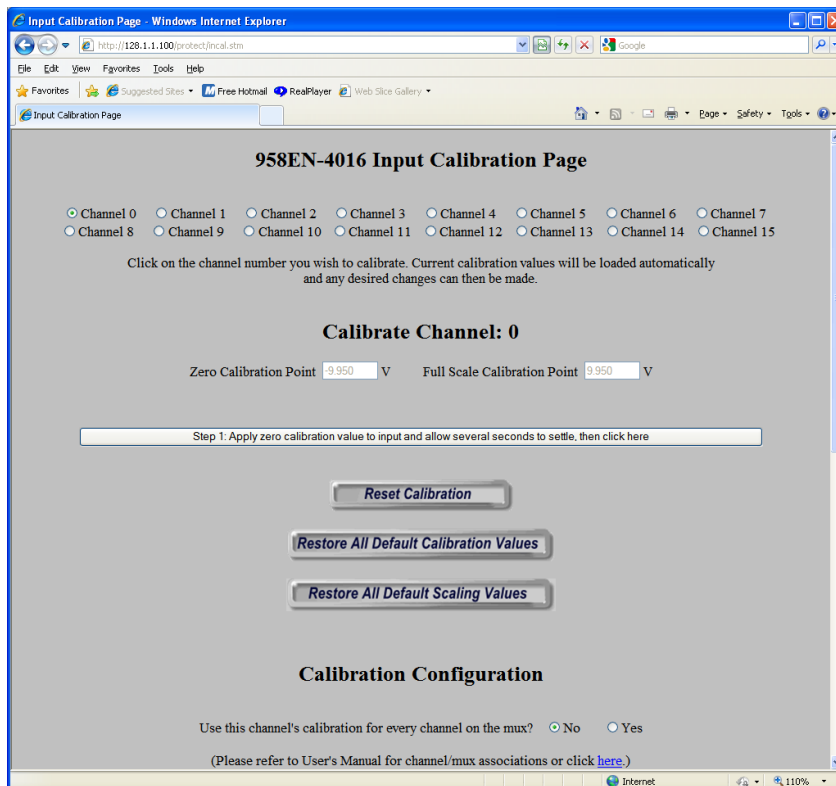 Input Calibration Page - Windows Internet Explorer
http://128.1.1.100/protect/incal.stm
Google
File Edit View Favorites Tools Help
Favorites Suggested Sites Free Hotmail RealPlayer Web Slice Gallery
Input Calibration Page Page Safety Tools
958EN-4016 Input Calibration Page
Channel 0 Channel 1 Channel 2 Channel 3 Channel 4 Channel 5 Channel 6 Channel 7
Channel 8 Channel 9 Channel 10 Channel 11 Channel 12 Channel 13 Channel 14 Channel 15
Click on the channel number you wish to calibrate. Current calibration values will be loaded automatically
and any desired changes can then be made.
Calibrate Channel: 0
Zero Calibration Point -9.950 V Full Scale Calibration Point 9.950 V
Step 1: Apply zero calibration value to input and allow several seconds to settle, then click here
Reset Calibration
Restore All Default Calibration Values
Restore All Default Scaling Values
Calibration Configuration
Use this channel's calibration for every channel on the mux? No Yes
(Please refer to User's Manual for channel/mux associations or click here.)
Internet 110%